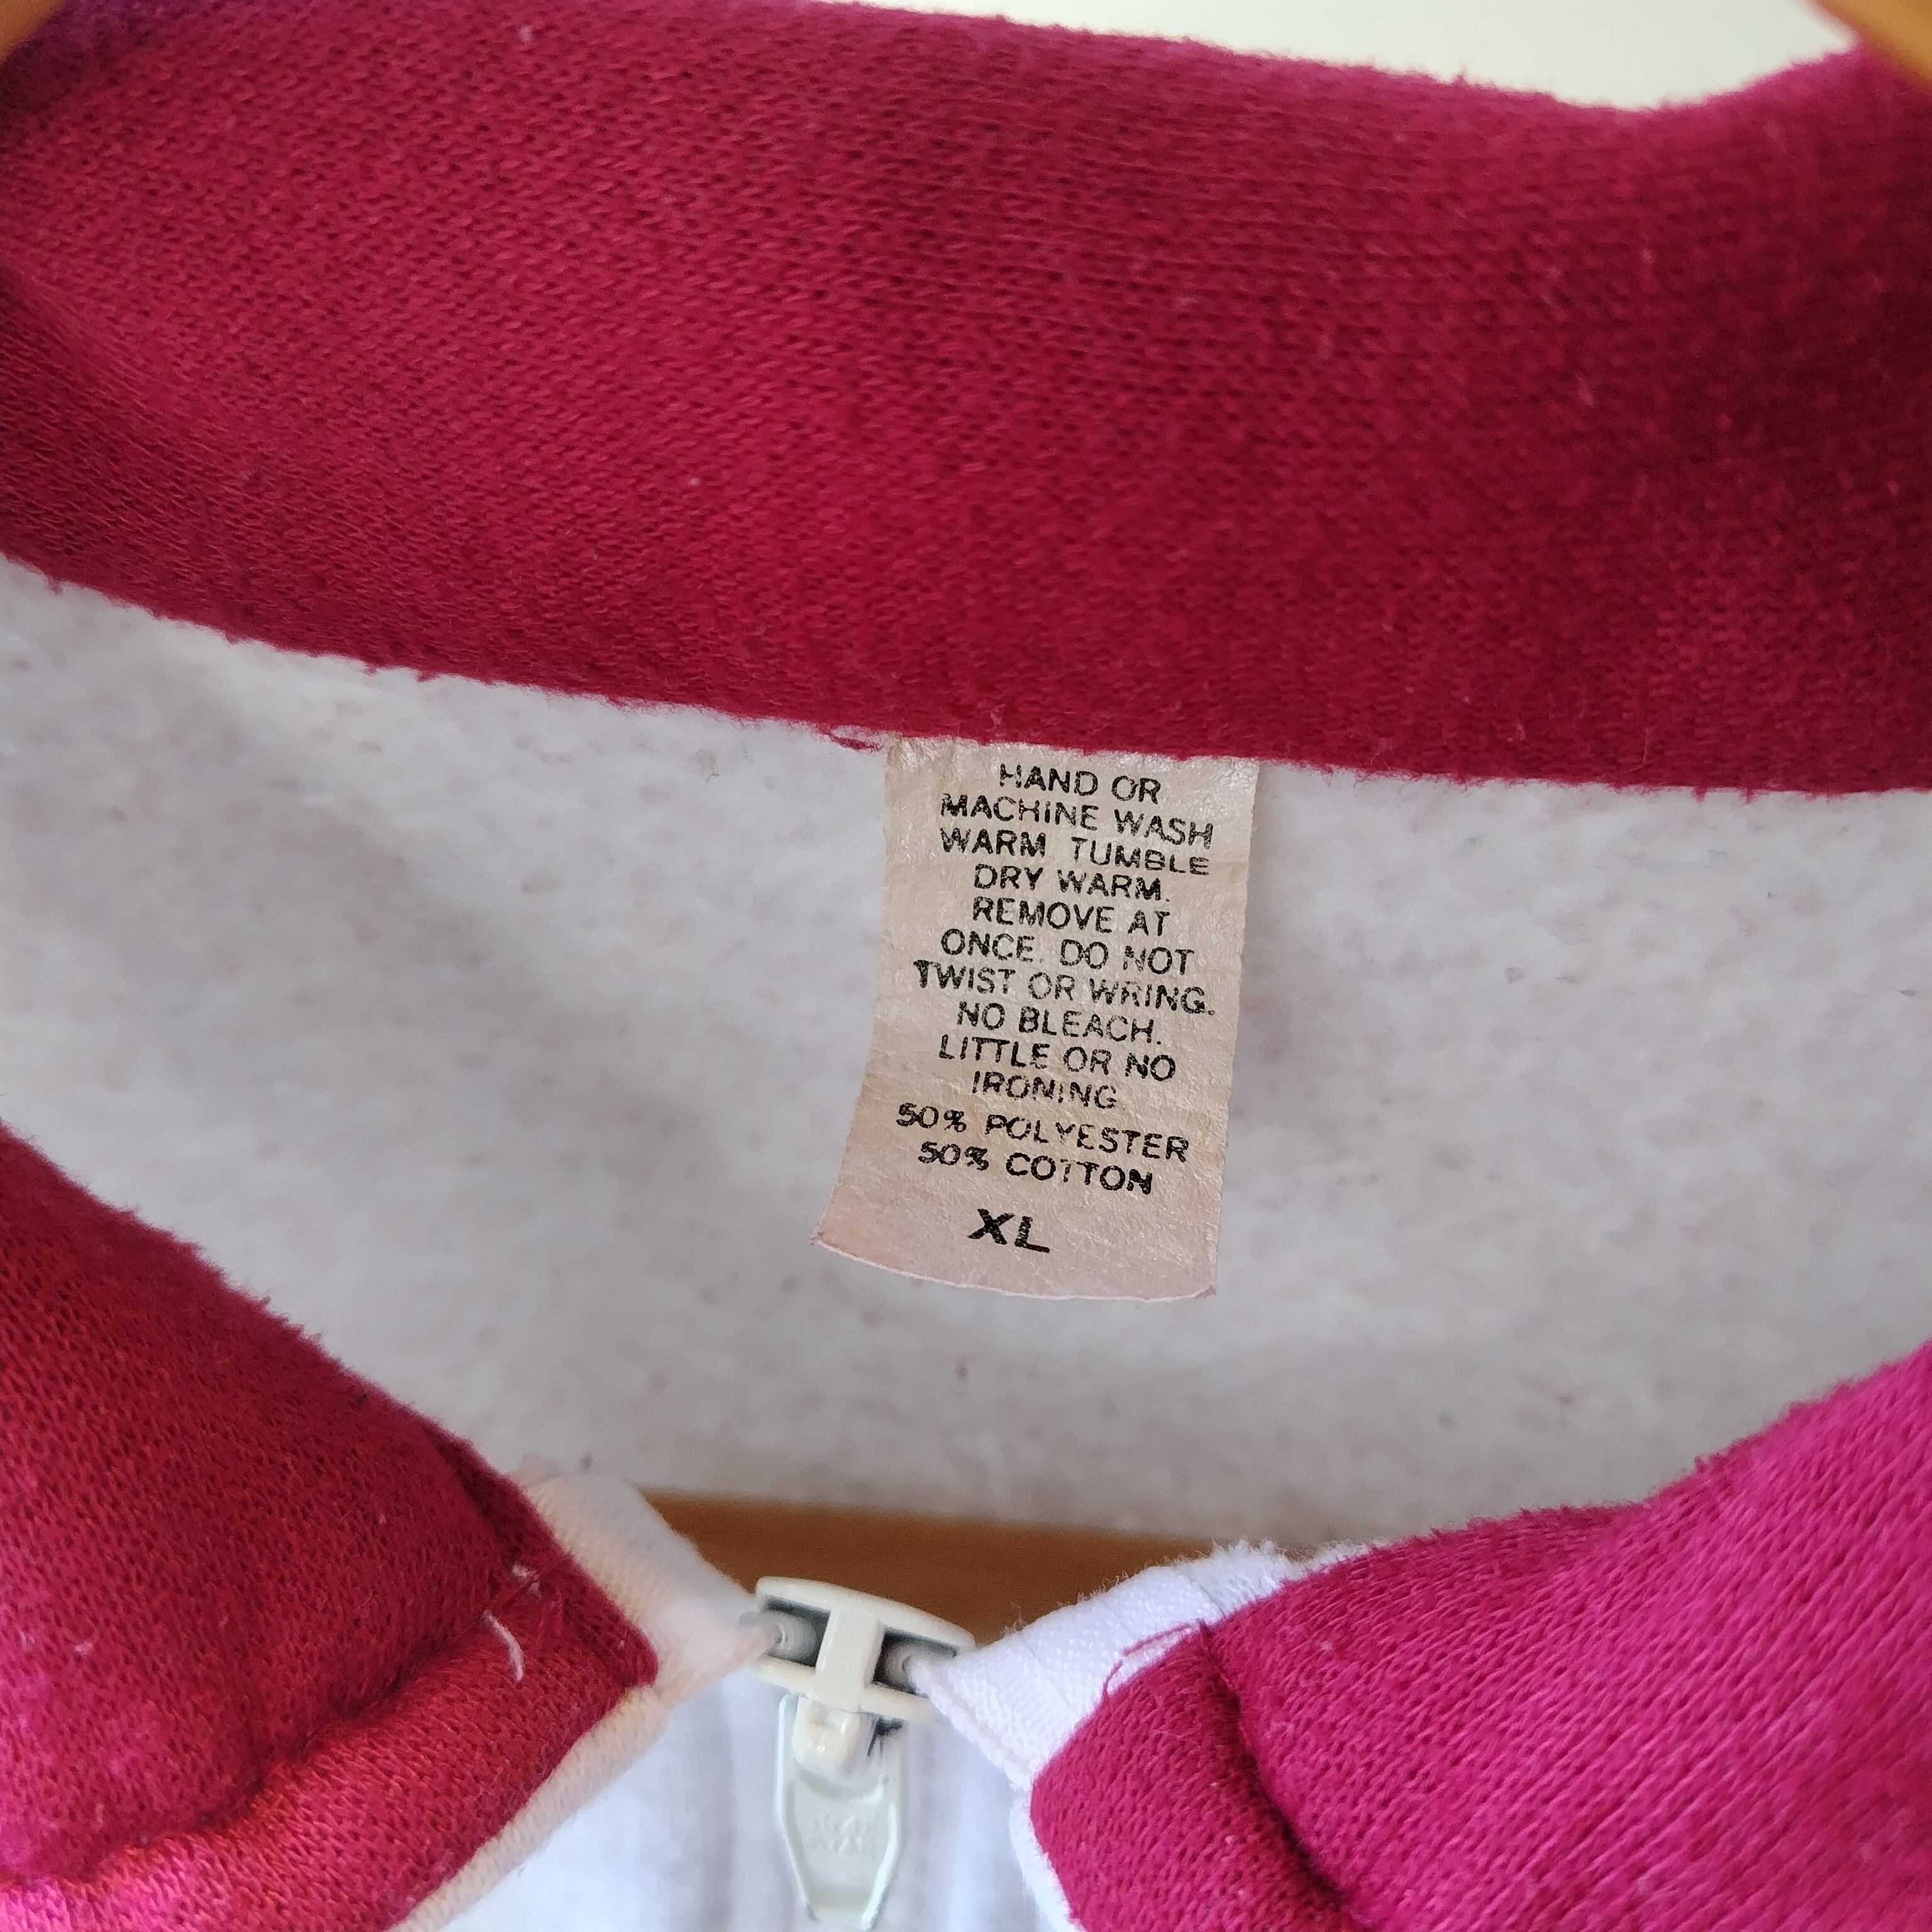 HAND OR
MACHINE WASH
WARM TUMBLE
DRY WARM.
REMOVE AT
ONCE. DO NOT
TWIST OR WRING.
NO BLEACH.
LITTLE OR NO
IRONING.
50% POLYESTER
50% COTTON
XL